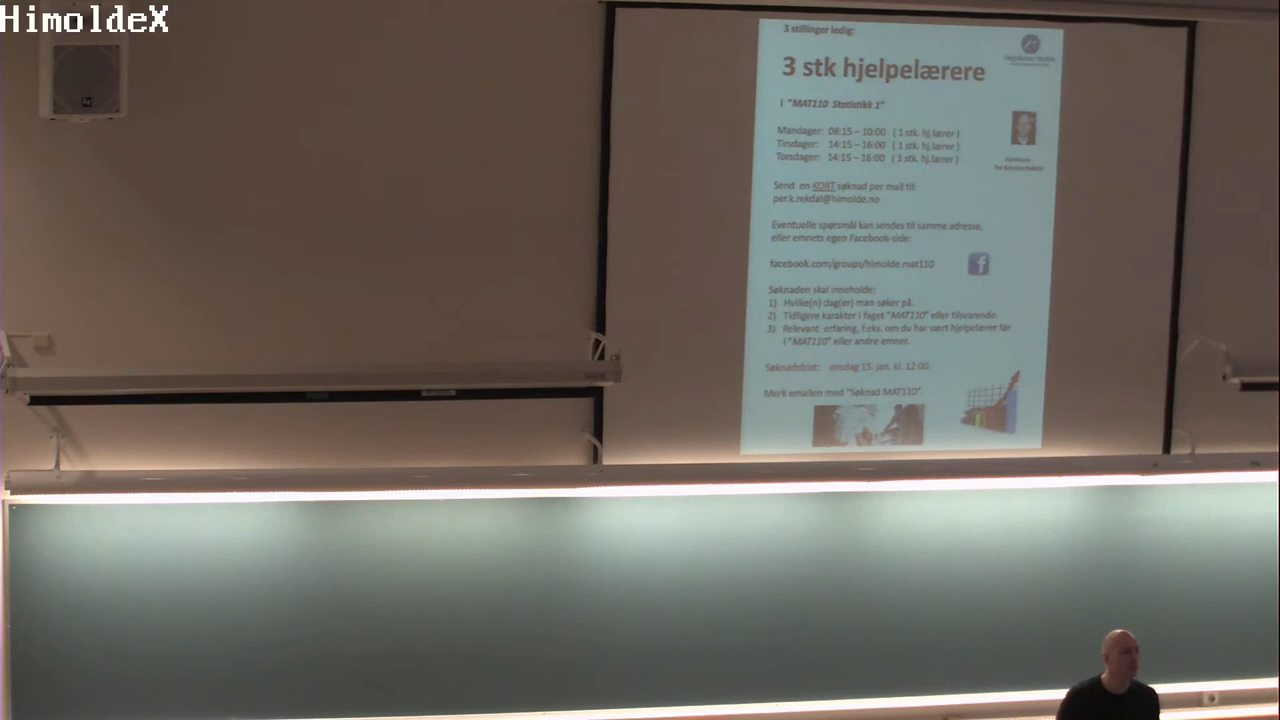 HimoldeX
3 stillinger ledig:
3 stk hjelpelærere
i "MAT110 Statistikk 1"
Mandager: 08:15 – 10:00 ( 1 stk. hj.lærer )
Tirsdager: 14:15 – 16:00 ( 1 stk. hj.lærer )
Torsdager: 14:15 – 16:00 ( 1 stk. hj.lærer )
Send en KORT søknad per mail til:
per.k.rekdal@himolde.no
Eventuelle spørsmål kan sendes til samme adresse,
eller emnets egen Facebook-side:
facebook.com/groups/himolde.mat110
f
Søknaden skal inneholde:
1) Hvilke(n) dag(er) man søker på.
2) Tidligere karakter i faget "MAT110" eller tilsvarende.
3) Relevant erfaring, f.eks. om du har vært hjelpelærer før
i "MAT110" eller andre emner.
Søknadsfrist: onsdag 15. jan. kl. 12:00.
Merk emailen med "Søknad MAT110".